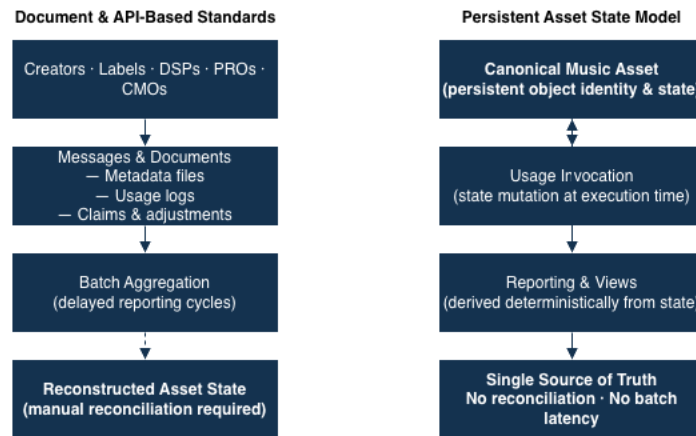 Document & API-Based Standards
Creators · Labels · DSPs · PROs ·
CMOs
Messages & Documents
— Metadata files
— Usage logs
— Claims & adjustments
Batch Aggregation
(delayed reporting cycles)
Reconstructed Asset State
(manual reconciliation required)
Persistent Asset State Model
Canonical Music Asset
(persistent object identity & state)
Usage Invocation
(state mutation at execution time)
Reporting & Views
(derived deterministically from state)
Single Source of Truth
No reconciliation · No batch
latency